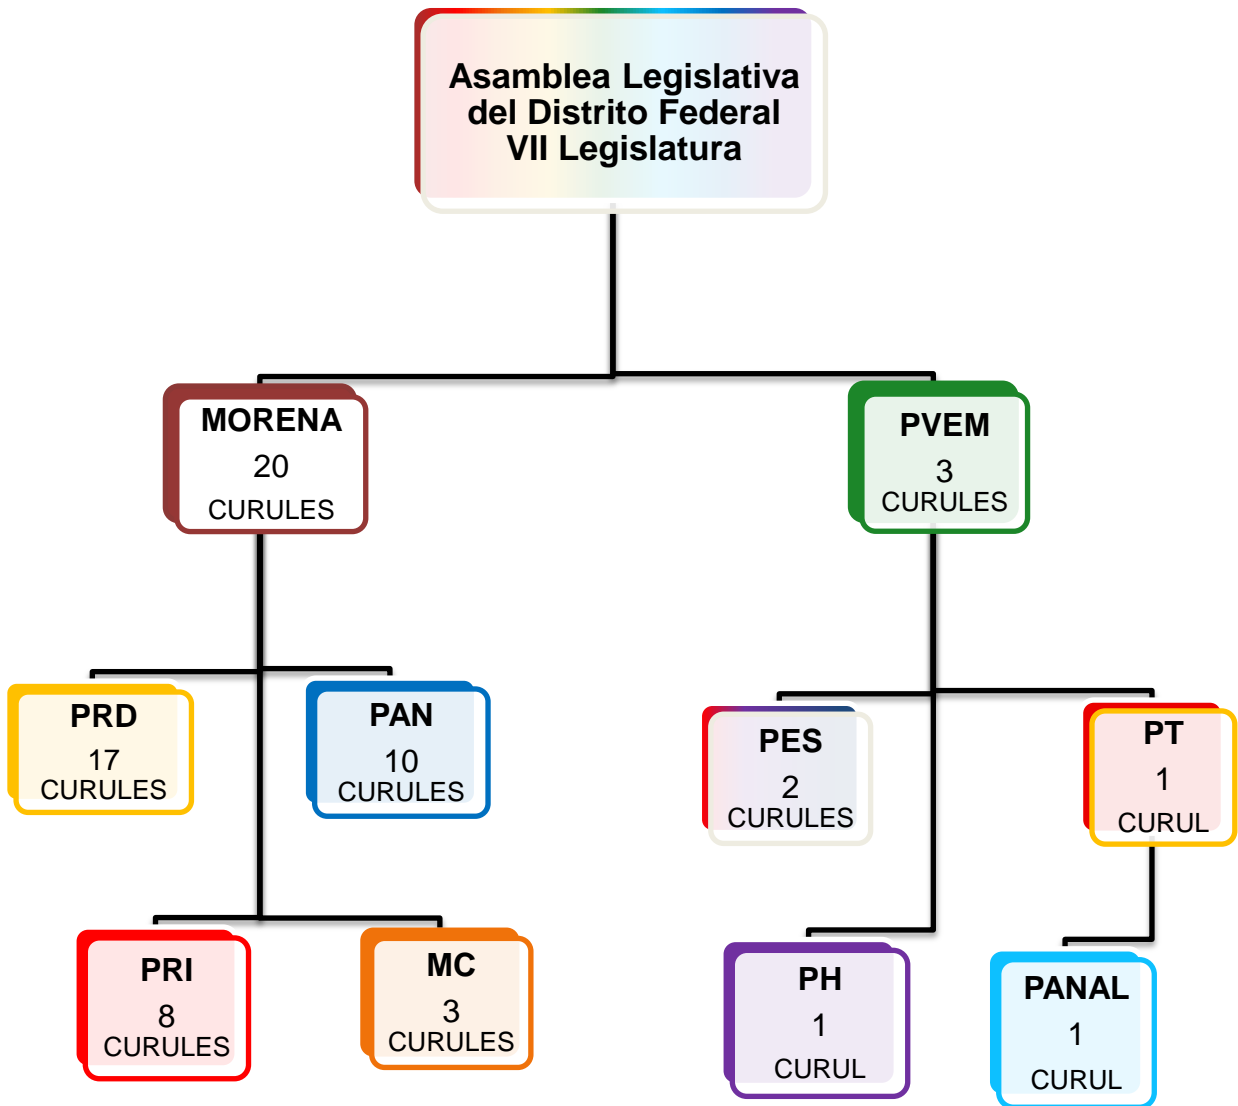 Asamblea Legislativa
del Distrito Federal
VII Legislatura
MORENA
20
CURULES
PVEM
3
CURULES
PRD
17
CURULES
PAN
10
CURULES
PES
2
CURULES
PT
1
CURUL
PRI
8
CURULES
MC
3
CURULES
PH
1
CURUL
PANAL
1
CURUL